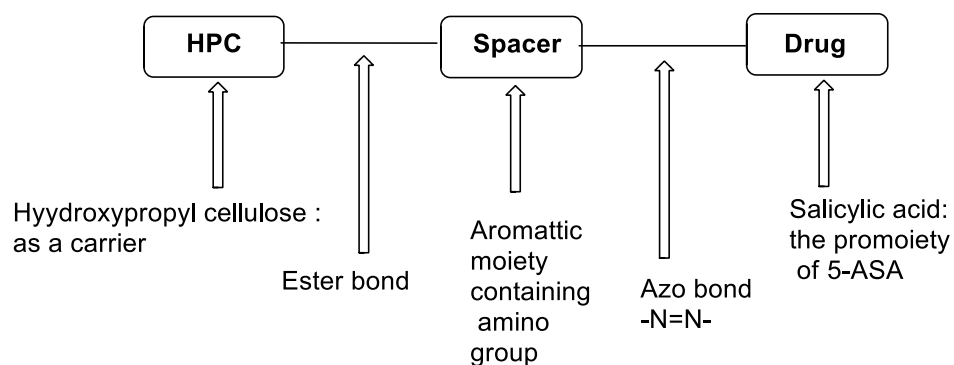 HPC
Spacer
Drug
Hyydroxypropyl cellulose :
as a carrier
Ester bond
Aromattic
moiety
containing
amino
group
Azo bond
-N=N-
Salicylic acid:
the promoiety
of 5-ASA